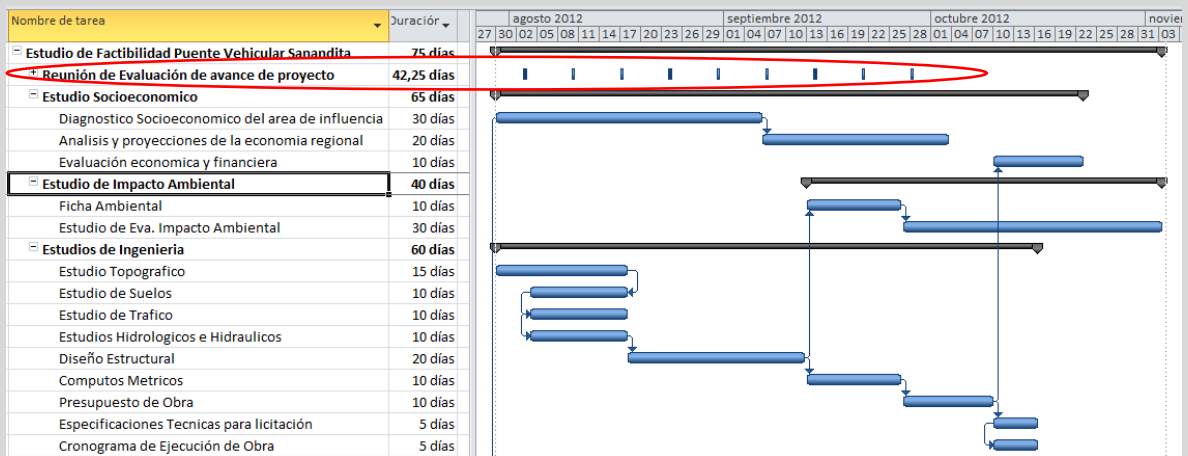 Nombre de tarea Duración agosto 2012 septiembre 2012 octubre 2012 novie
27 30 02 05 08 11 14 17 20 23 26 29 01 04 07 10 13 16 19 22 25 28 01 04 07 10 13 16 19 22 25 28 31 03
Estudio de Factibilidad Puente Vehicular Sanandita 75 días
Reunión de Evaluación de avance de proyecto 42,25 días
Estudio Socioeconomico 65 días
Diagnostico Socioeconomico del area de influencia 30 días
Analisis y proyecciones de la economia regional 20 días
Evaluación economica y financiera 10 días
Estudio de Impacto Ambiental 40 días
Ficha Ambiental 10 días
Estudio de Eva. Impacto Ambiental 30 días
Estudios de Ingenieria 60 días
Estudio Topografico 15 días
Estudio de Suelos 10 días
Estudio de Trafico 10 días
Estudios Hidrologicos e Hidraulicos 10 días
Diseño Estructural 20 días
Computos Metricos 10 días
Presupuesto de Obra 10 días
Especificaciones Tecnicas para licitación 5 días
Cronograma de Ejecución de Obra 5 días